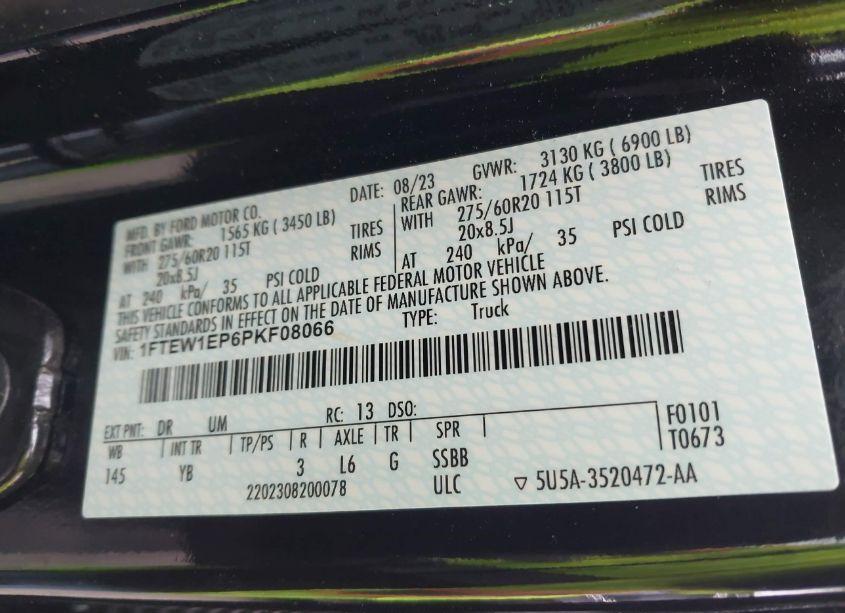 MFD. BY FORD MOTOR CO.
DATE: 08/23 GVWR: 3130 KG ( 6900 LB)
FRONT GAWR: 1565 KG ( 3450 LB)
WITH 275/60R20 115T TIRES
20x8.5J RIMS
AT 240 kPa/ 35 PSI COLD
REAR GAWR: 1724 KG ( 3800 LB)
WITH 275/60R20 115T TIRES
20x8.5J RIMS
AT 240 kPa/ 35 PSI COLD
THIS VEHICLE CONFORMS TO ALL APPLICABLE FEDERAL MOTOR VEHICLE
SAFETY STANDARDS IN EFFECT ON THE DATE OF MANUFACTURE SHOWN ABOVE.
VIN: 1FTEW1EP6PKF08066 TYPE: Truck
EXT PNT: DR UM RC: 13 DSO:
WB INT TR TP/PS R AXLE TR SPR
145 YB 3 L6 G SSBB
2202308200078 ULC ▽ 5U5A-3520472-AA
F0101
T0673